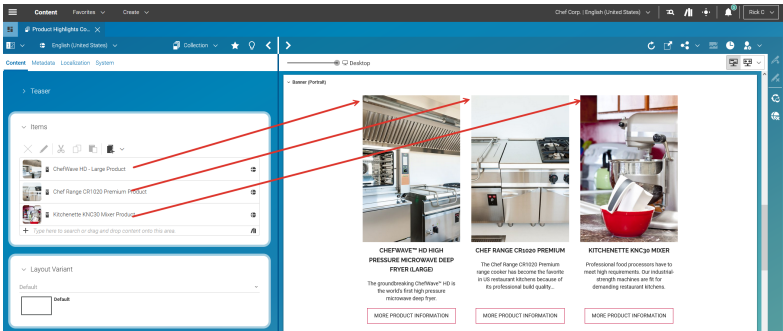 Content Favorites Create Chef Corp. | English (United States) Rick C
Product Highlights Co...
English (United States) Collection
Content Metadata Localization System
Desktop
Teaser
Items
ChefWave HD - Large Product
Chef Range CR1020 Premium Product
Kitchenette KNC30 Mixer Product
Type here to search or drag and drop content onto this area.
Layout Variant
Default
Default
Banner (Portrait)
CHEFWAVE™ HD HIGH
PRESSURE MICROWAVE DEEP
FRYER (LARGE)
The groundbreaking ChefWave™ HD is
the world's first high pressure
microwave deep fryer.
MORE PRODUCT INFORMATION
CHEF RANGE CR1020 PREMIUM
The Chef Range CR1020 Premium
range cooker has become the favorite
in US restaurant kitchens because of
its professional build quality...
MORE PRODUCT INFORMATION
KITCHENETTE KNC30 MIXER
Professional food processors have to
meet high requirements. Our industrial-
strength machines are fit for
demanding restaurant kitchens.
MORE PRODUCT INFORMATION